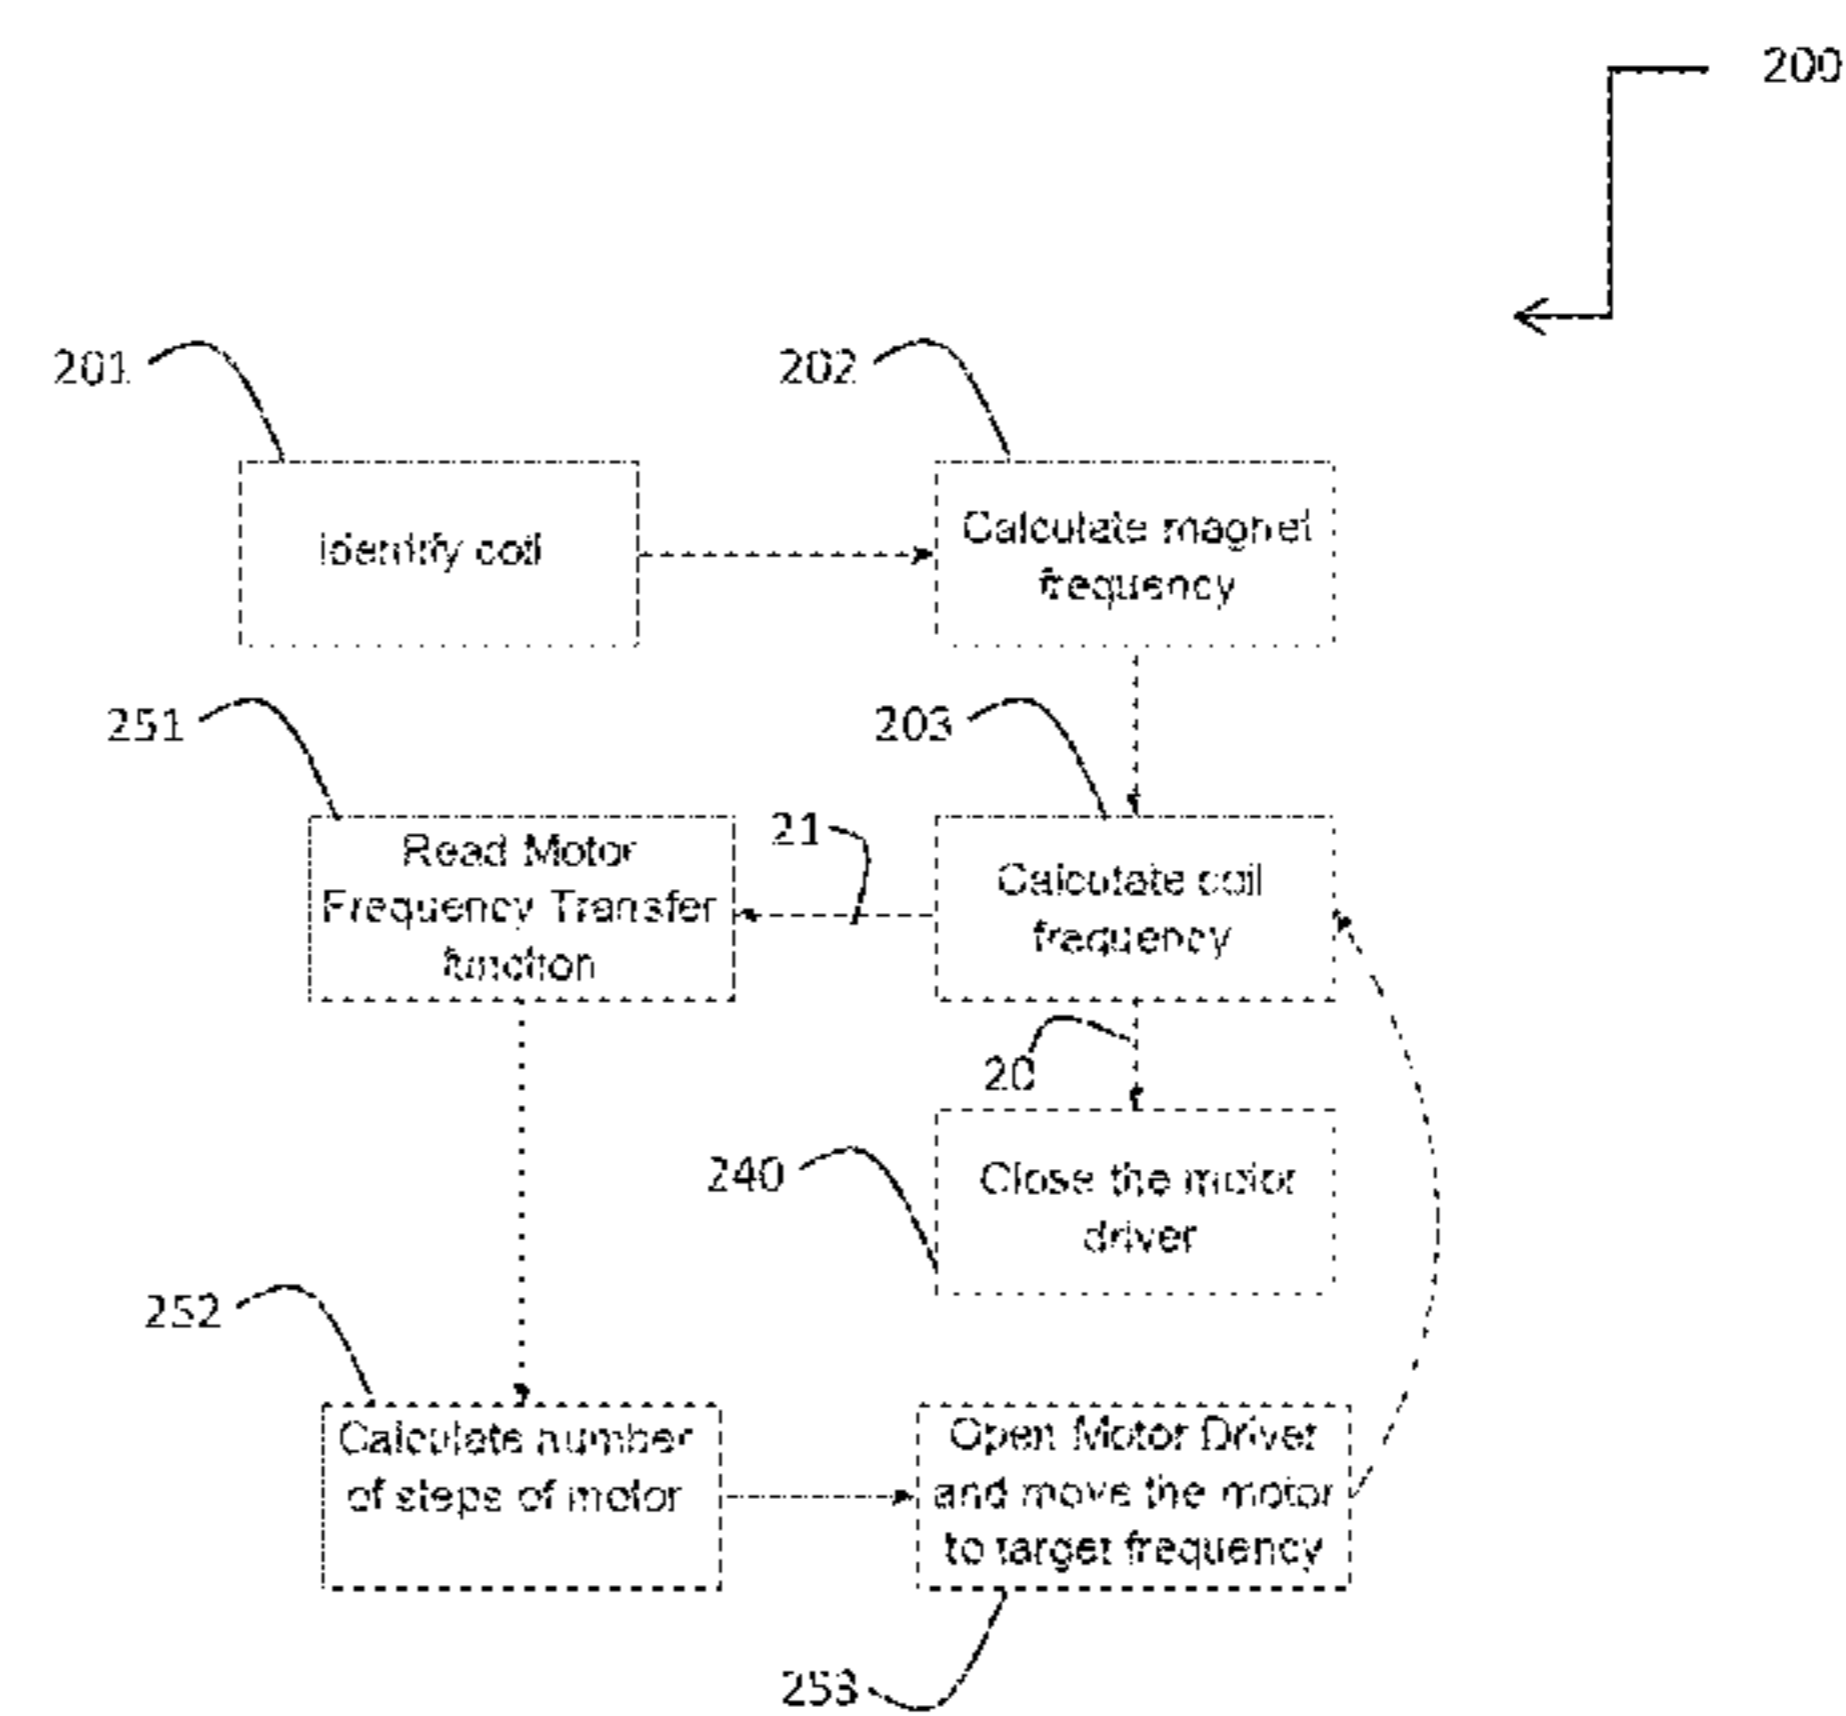 200
201
202
Identify coil
Calculate magnet
frequency
251
203
21
Read Motor
Frequency Transfer
function
Calculate coil
frequency
20
240
Close the motor
driver
252
Calculate number
of steps of motor
Open Motor Driver
and move the motor
to target frequency
253